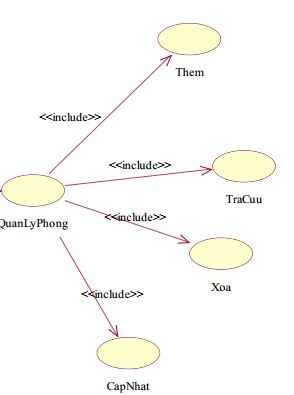 Them
<<include>>
<<include>>
TraCuu
QuanLyPhong
<<include>>
Xoa
<<include>>
CapNhat